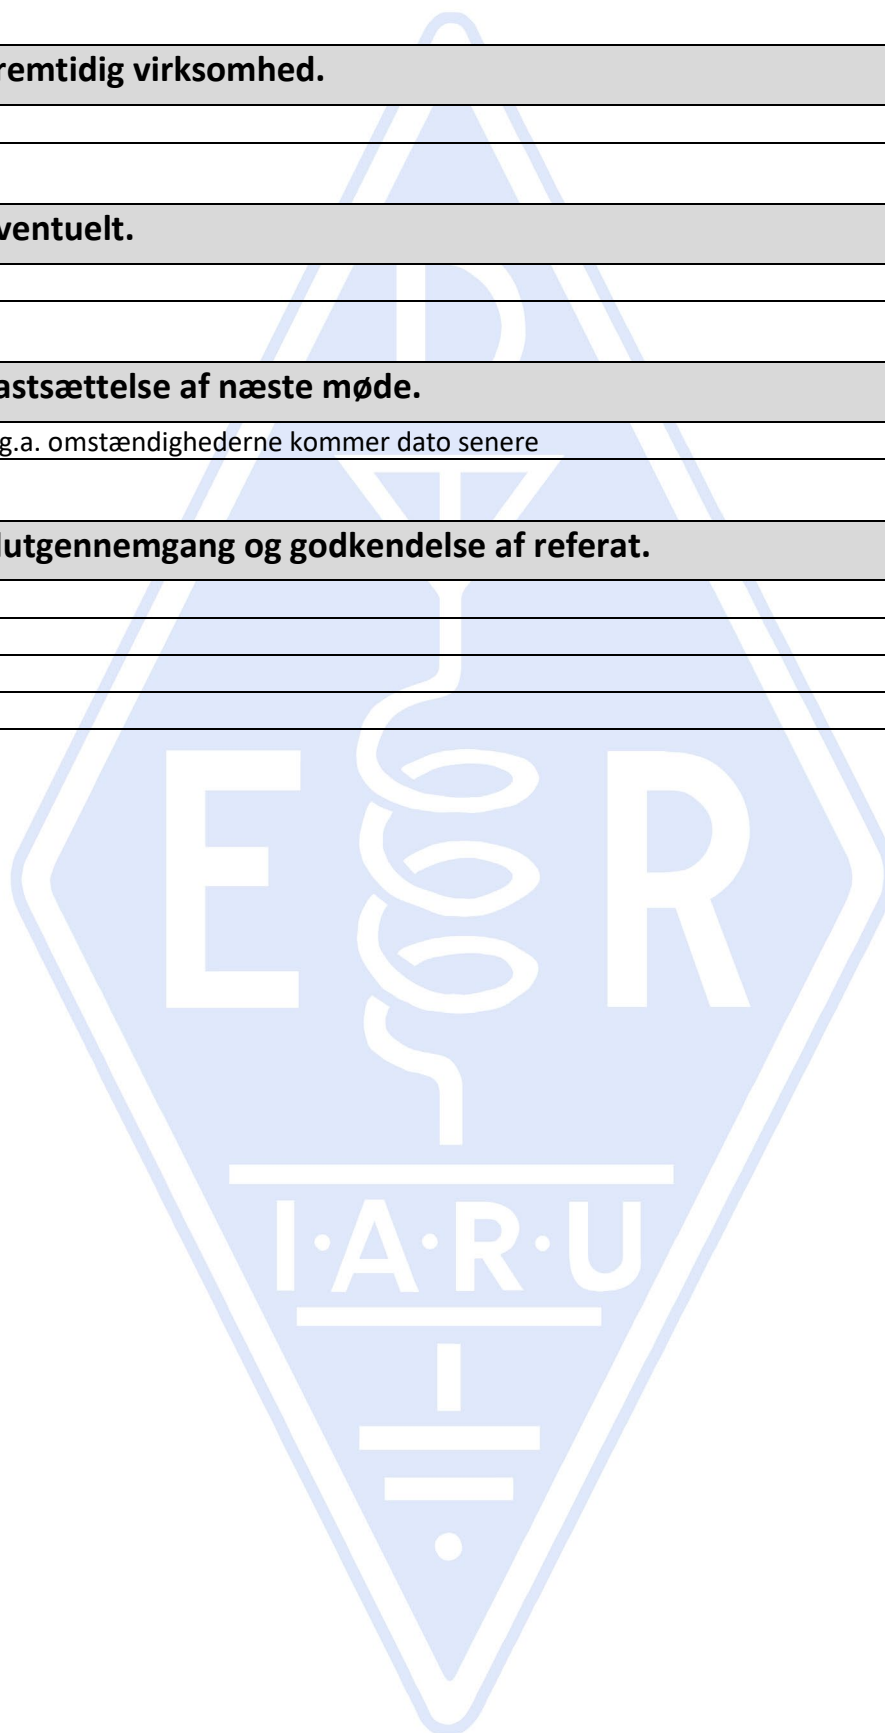 remtidig virksomhed.
ventuelt.
astsættelse af næste møde.
g.a. omstændighederne kommer dato senere
lutgennemgang og godkendelse af referat.
D
E R
I·A·R·U